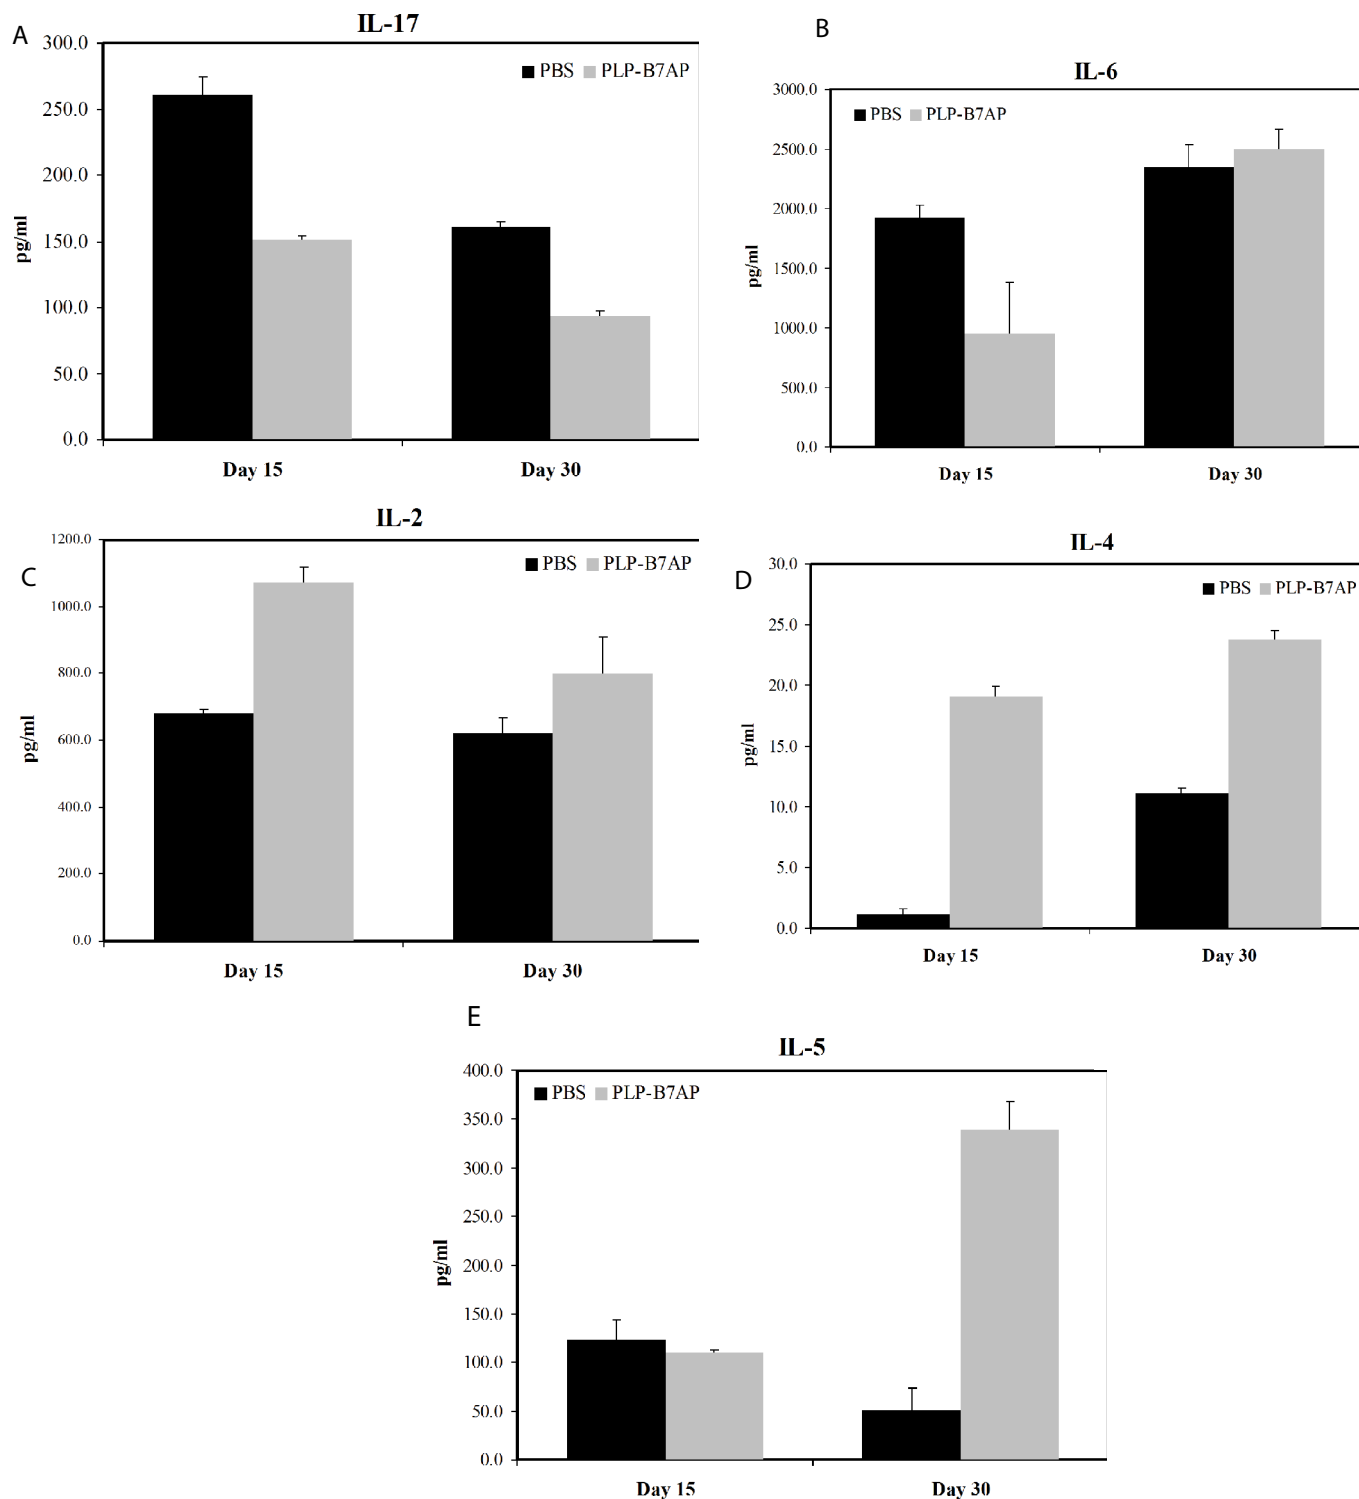 A
IL-17
300.0
250.0
200.0
150.0
100.0
50.0
0.0
pg/ml
PBS PLP-B7AP
Day 15 Day 30
B
IL-6
3000.0
2500.0
2000.0
1500.0
1000.0
500.0
0.0
pg/ml
PBS PLP-B7AP
Day 15 Day 30
C
IL-2
1200.0
1000.0
800.0
600.0
400.0
200.0
0.0
pg/ml
PBS PLP-B7AP
Day 15 Day 30
D
IL-4
30.0
25.0
20.0
15.0
10.0
5.0
0.0
pg/ml
PBS PLP-B7AP
Day 15 Day 30
E
IL-5
400.0
350.0
300.0
250.0
200.0
150.0
100.0
50.0
0.0
pg/ml
PBS PLP-B7AP
Day 15 Day 30